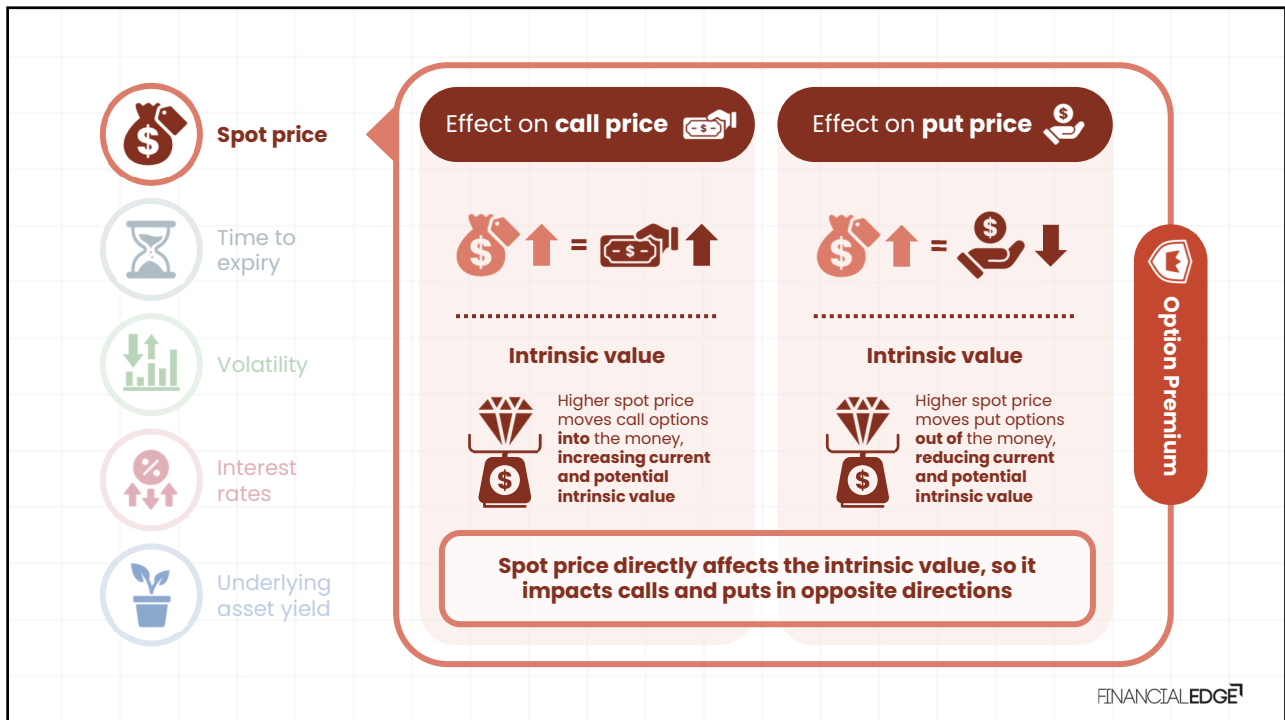 Spot price
Time to
expiry
Volatility
Interest
rates
Underlying
asset yield
Effect on call price
$
=
$
Intrinsic value
Higher spot price
moves call options
into the money,
increasing current
and potential
intrinsic value
Effect on put price
$
=
$
Intrinsic value
Higher spot price
moves put options
out of the money,
reducing current
and potential
intrinsic value
Spot price directly affects the intrinsic value, so it
impacts calls and puts in opposite directions
Option Premium
FINANCIALEDGE